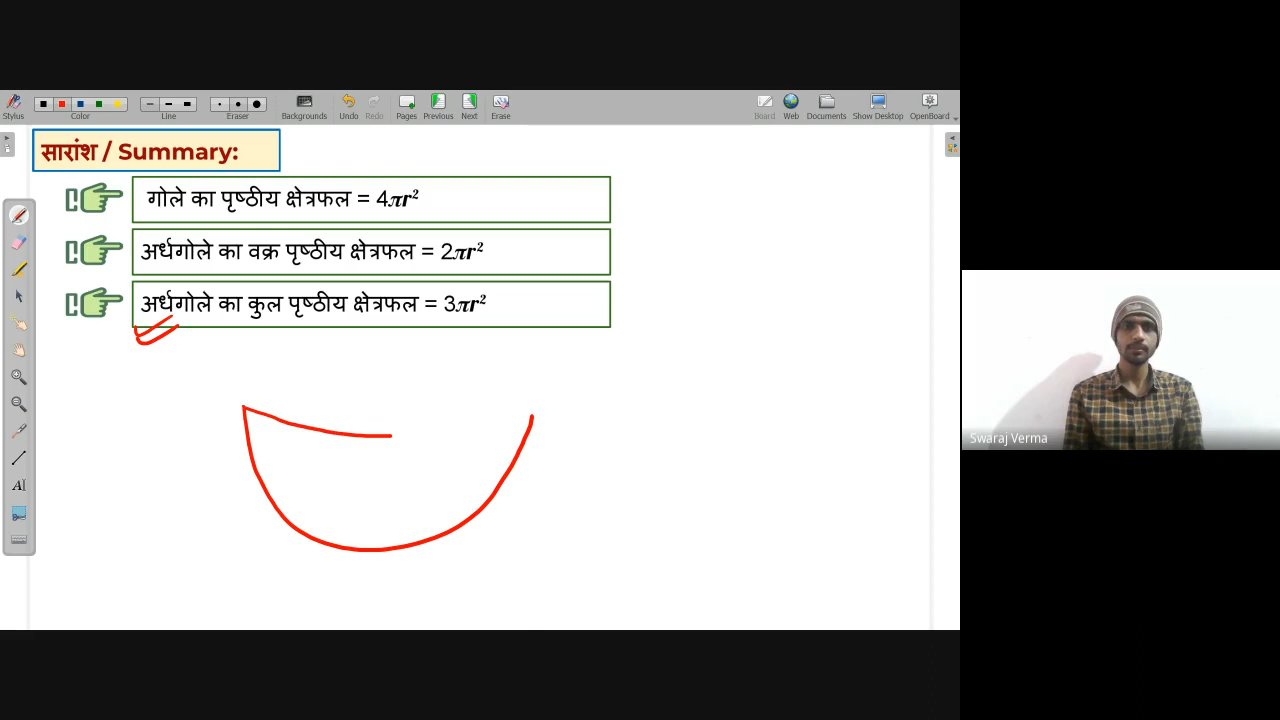 Stylus Color Line Eraser Backgrounds Undo Redo Pages Previous Next Erase Board Web Documents Show Desktop OpenBoard
सारांश / Summary:
गोले का पृष्ठीय क्षेत्रफल = 4πr²
अर्धगोले का वक्र पृष्ठीय क्षेत्रफल = 2πr²
अर्धगोले का कुल पृष्ठीय क्षेत्रफल = 3πr²
Swaraj Verma